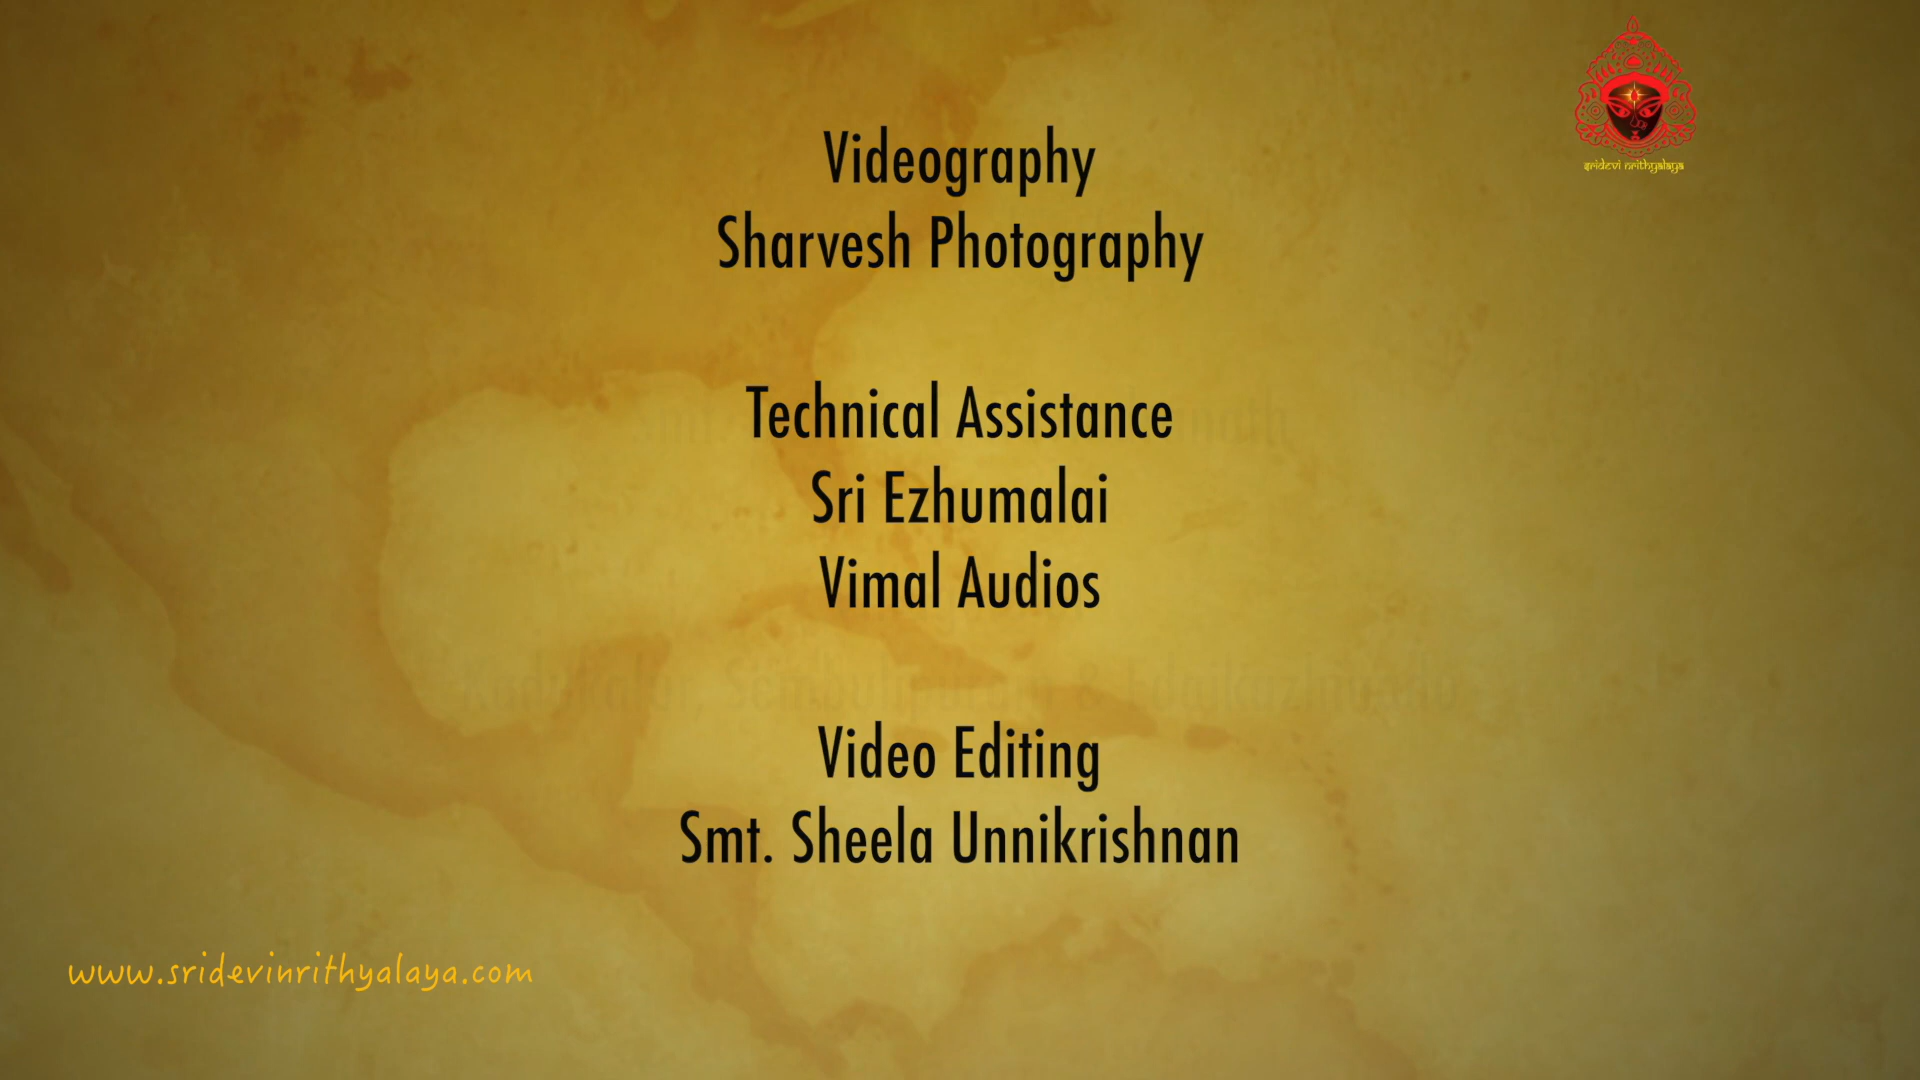 sridevi nrithyalaya
Videography
Sharvesh Photography
Technical Assistance
Sri Ezhumalai
Vimal Audios
Video Editing
Smt. Sheela Unnikrishnan
www.sridevinrithyalaya.com